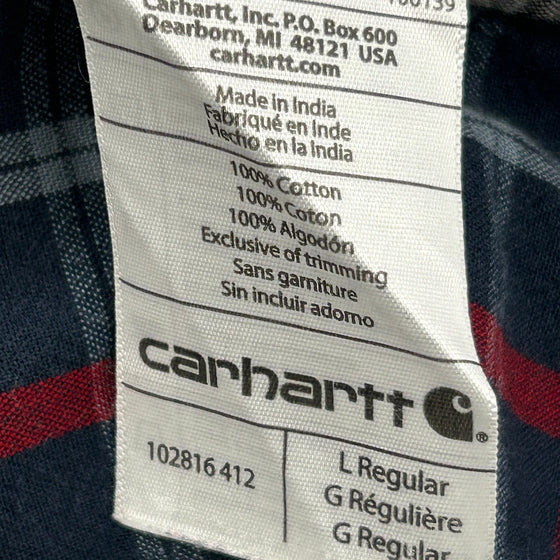 100739
Carhartt, Inc. P.O. Box 600
Dearborn, MI 48121 USA
carhartt.com
Made in India
Fabriqué en Inde
Hecho en la India
100% Cotton
100% Coton
100% Algodón
Exclusive of trimming
Sans garniture
Sin incluir adorno
carhartt ®
102816 412
L Regular
G Régulière
G Regular